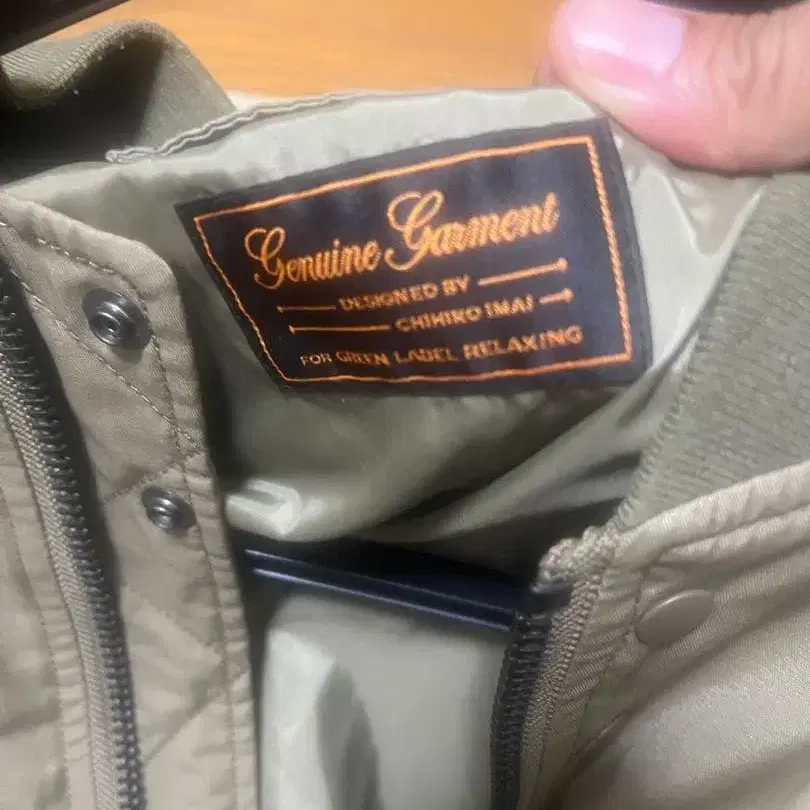 Genuine Garment
DESIGNED BY
CHIHIRO IMAI
FOR GREEN LABEL RELAXING